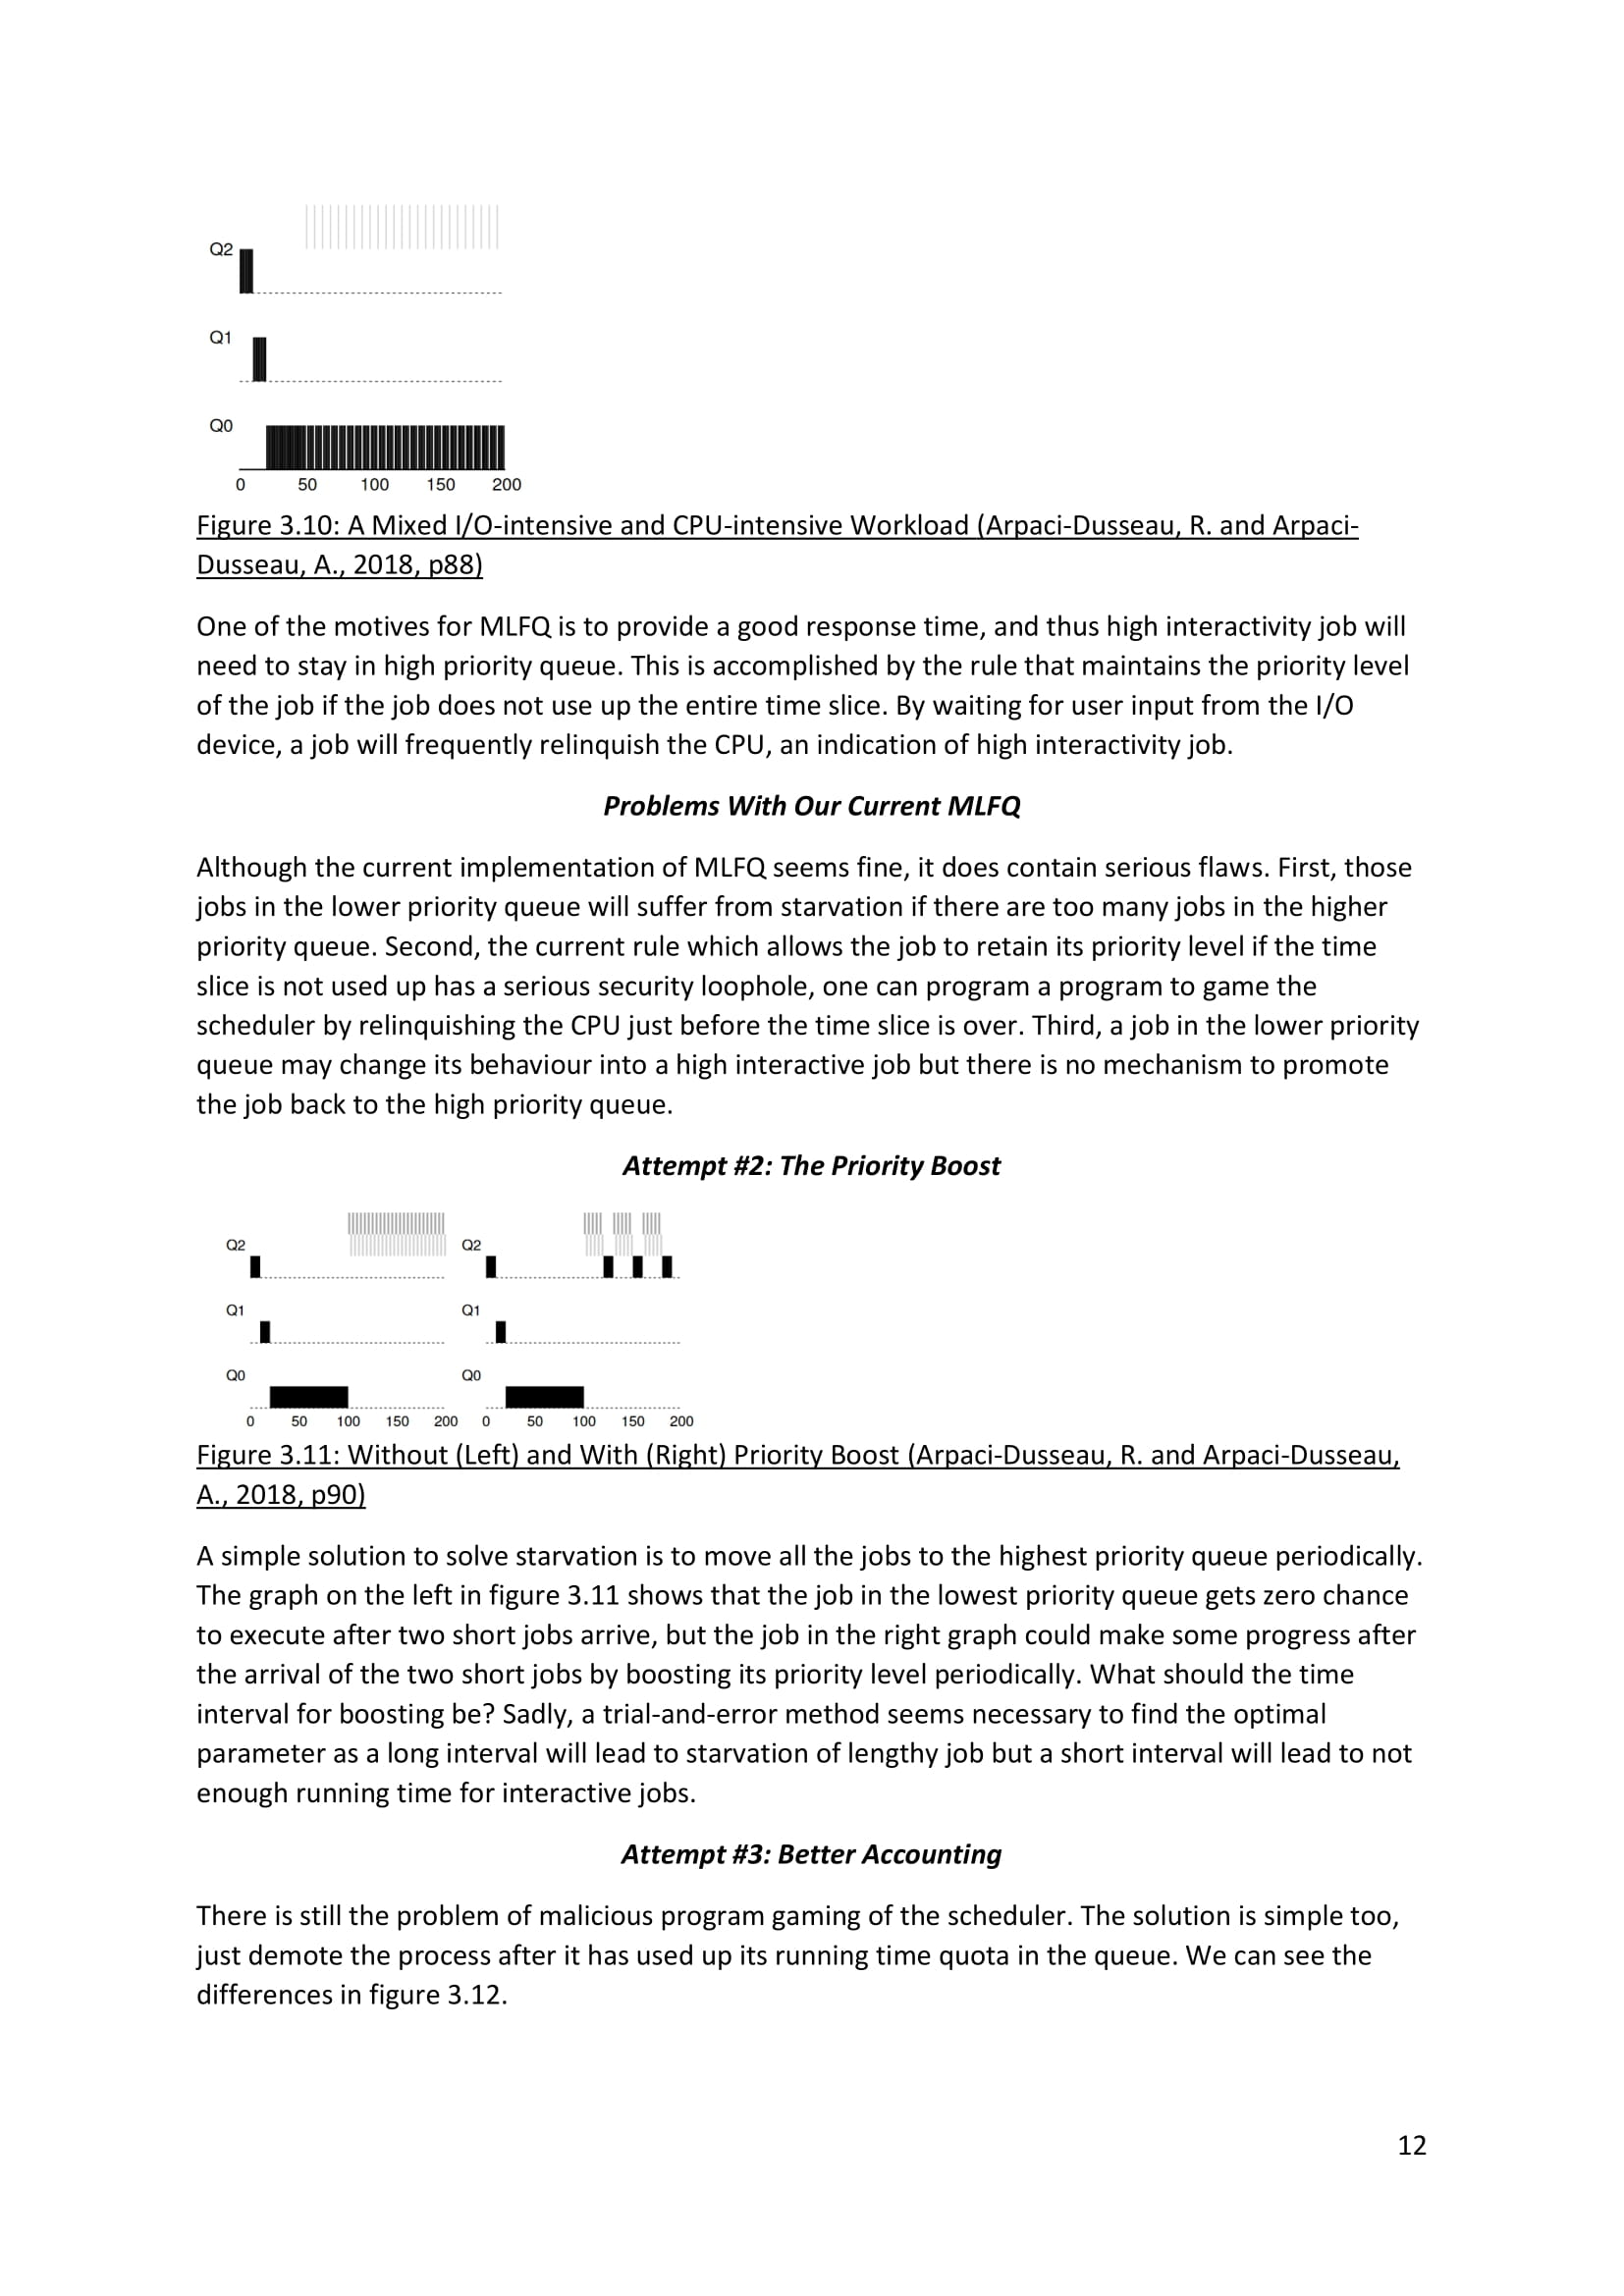 Q2
Q1
Q0
0 50 100 150 200
Figure 3.10: A Mixed I/O-intensive and CPU-intensive Workload (Arpaci-
Dusseau, R. and Arpaci-
Dusseau, A., 2018, p88)
One of the motives for MLFQ is to provide a good response time, and thus high interactivity job will
need to stay in high priority queue. This is accomplished by the rule that maintains the priority level
of the job if the job does not use up the entire time slice. By waiting for user input from the I/O
device, a job will frequently relinquish the CPU, an indication of high interactivity job.
Problems With Our Current MLFQ
Although the current implementation of MLFQ seems fine, it does contain serious flaws. First, those
jobs in the lower priority queue will suffer from starvation if there are too many jobs in the higher
priority queue. Second, the current rule which allows the job to retain its priority level if the time
slice is not used up has a serious security loophole, one can program a program to game the
scheduler by relinquishing the CPU just before the time slice is over. Third, a job in the lower priority
queue may change its behaviour into a high interactive job but there is no mechanism to promote
the job back to the high priority queue.
Attempt #2: The Priority Boost
Q2 Q2
Q1 Q1
Q0 Q0
0 50 100 150 200 0 50 100 150 200
Figure 3.11: Without (Left) and With (Right) Priority Boost (Arpaci-Dusseau, R. and Arpaci-Dusseau,
A., 2018, p90)
A simple solution to solve starvation is to move all the jobs to the highest priority queue periodically.
The graph on the left in figure 3.11 shows that the job in the lowest priority queue gets zero chance
to execute after two short jobs arrive, but the job in the right graph could make some progress after
the arrival of the two short jobs by boosting its priority level periodically. What should the time
interval for boosting be? Sadly, a trial-and-error method seems necessary to find the optimal
parameter as a long interval will lead to starvation of lengthy job but a short interval will lead to not
enough running time for interactive jobs.
Attempt #3: Better Accounting
There is still the problem of malicious program gaming of the scheduler. The solution is simple too,
just demote the process after it has used up its running time quota in the queue. We can see the
differences in figure 3.12.
12